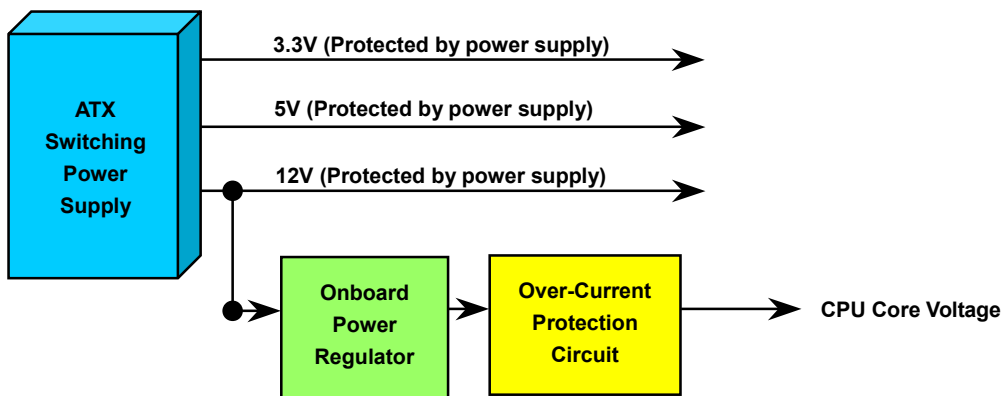 3.3V (Protected by power supply)
ATX
Switching
Power
Supply
5V (Protected by power supply)
12V (Protected by power supply)
Onboard
Power
Regulator
Over-Current
Protection
Circuit
CPU Core Voltage